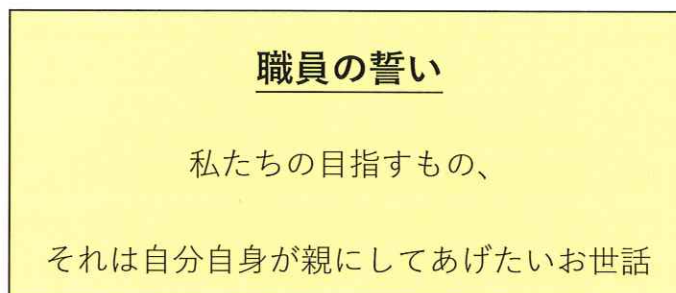 職員の誓い
私たちの目指すもの、
それは自分自身が親にしてあげたいお世話